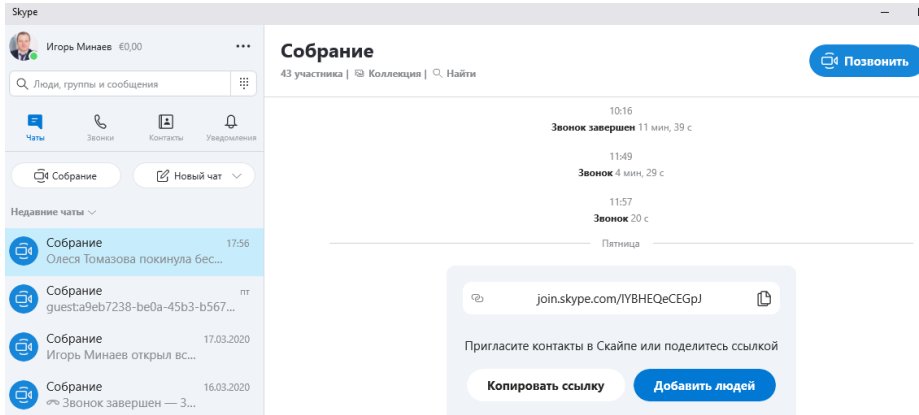 Skype
Игорь Минаев €0,00
Люди, группы и сообщения
Чаты Звонки Контакты Уведомления
Собрание Новый чат
Недавние чаты
Собрание 17:56
Олеся Томазова покинула бес...
Собрание пт
guest:a9eb7238-be0a-45b3-b567...
Собрание 17.03.2020
Игорь Минаев открыл вс...
Собрание 16.03.2020
Звонок завершен — 3...
Собрание
43 участника | Коллекция | Найти
Позвонить
10:16
Звонок завершен 11 мин, 39 с
11:49
Звонок 4 мин, 29 с
11:57
Звонок 20 с
Пятница
join.skype.com/IYBHEQeCEGpJ
Пригласите контакты в Скайпе или поделитесь ссылкой
Копировать ссылку Добавить людей